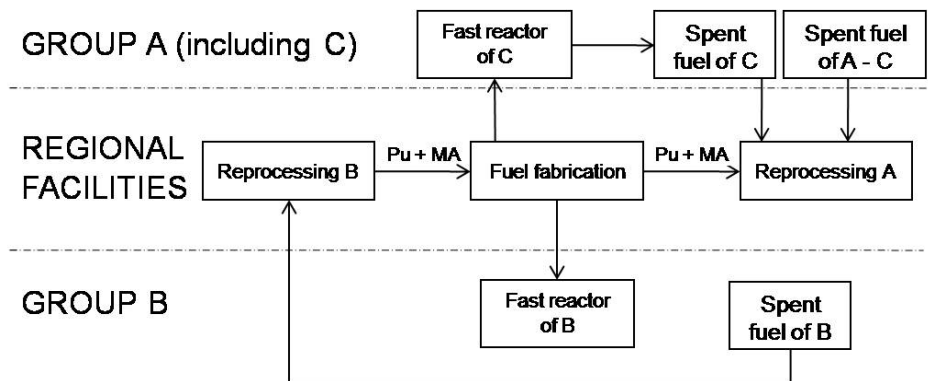 GROUP A (including C)
Fast reactor
of C
Spent
fuel of C
Spent fuel
of A - C
REGIONAL
FACILITIES
Reprocessing B
Pu + MA
Fuel fabrication
Pu + MA
Reprocessing A
GROUP B
Fast reactor
of B
Spent
fuel of B